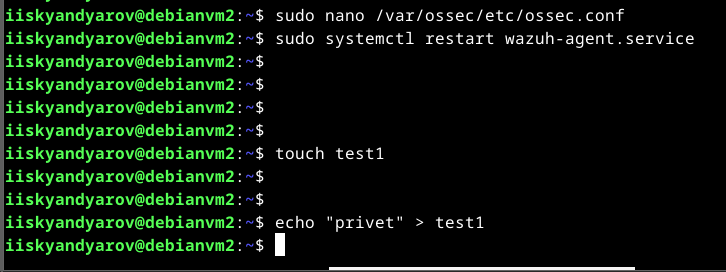 iiskyandyarov@debianvm2:~$ sudo nano /var/ossec/etc/ossec.conf
iiskyandyarov@debianvm2:~$ sudo systemctl restart wazuh-agent.service
iiskyandyarov@debianvm2:~$
iiskyandyarov@debianvm2:~$
iiskyandyarov@debianvm2:~$
iiskyandyarov@debianvm2:~$
iiskyandyarov@debianvm2:~$ touch test1
iiskyandyarov@debianvm2:~$
iiskyandyarov@debianvm2:~$
iiskyandyarov@debianvm2:~$ echo "privet" > test1
iiskyandyarov@debianvm2:~$